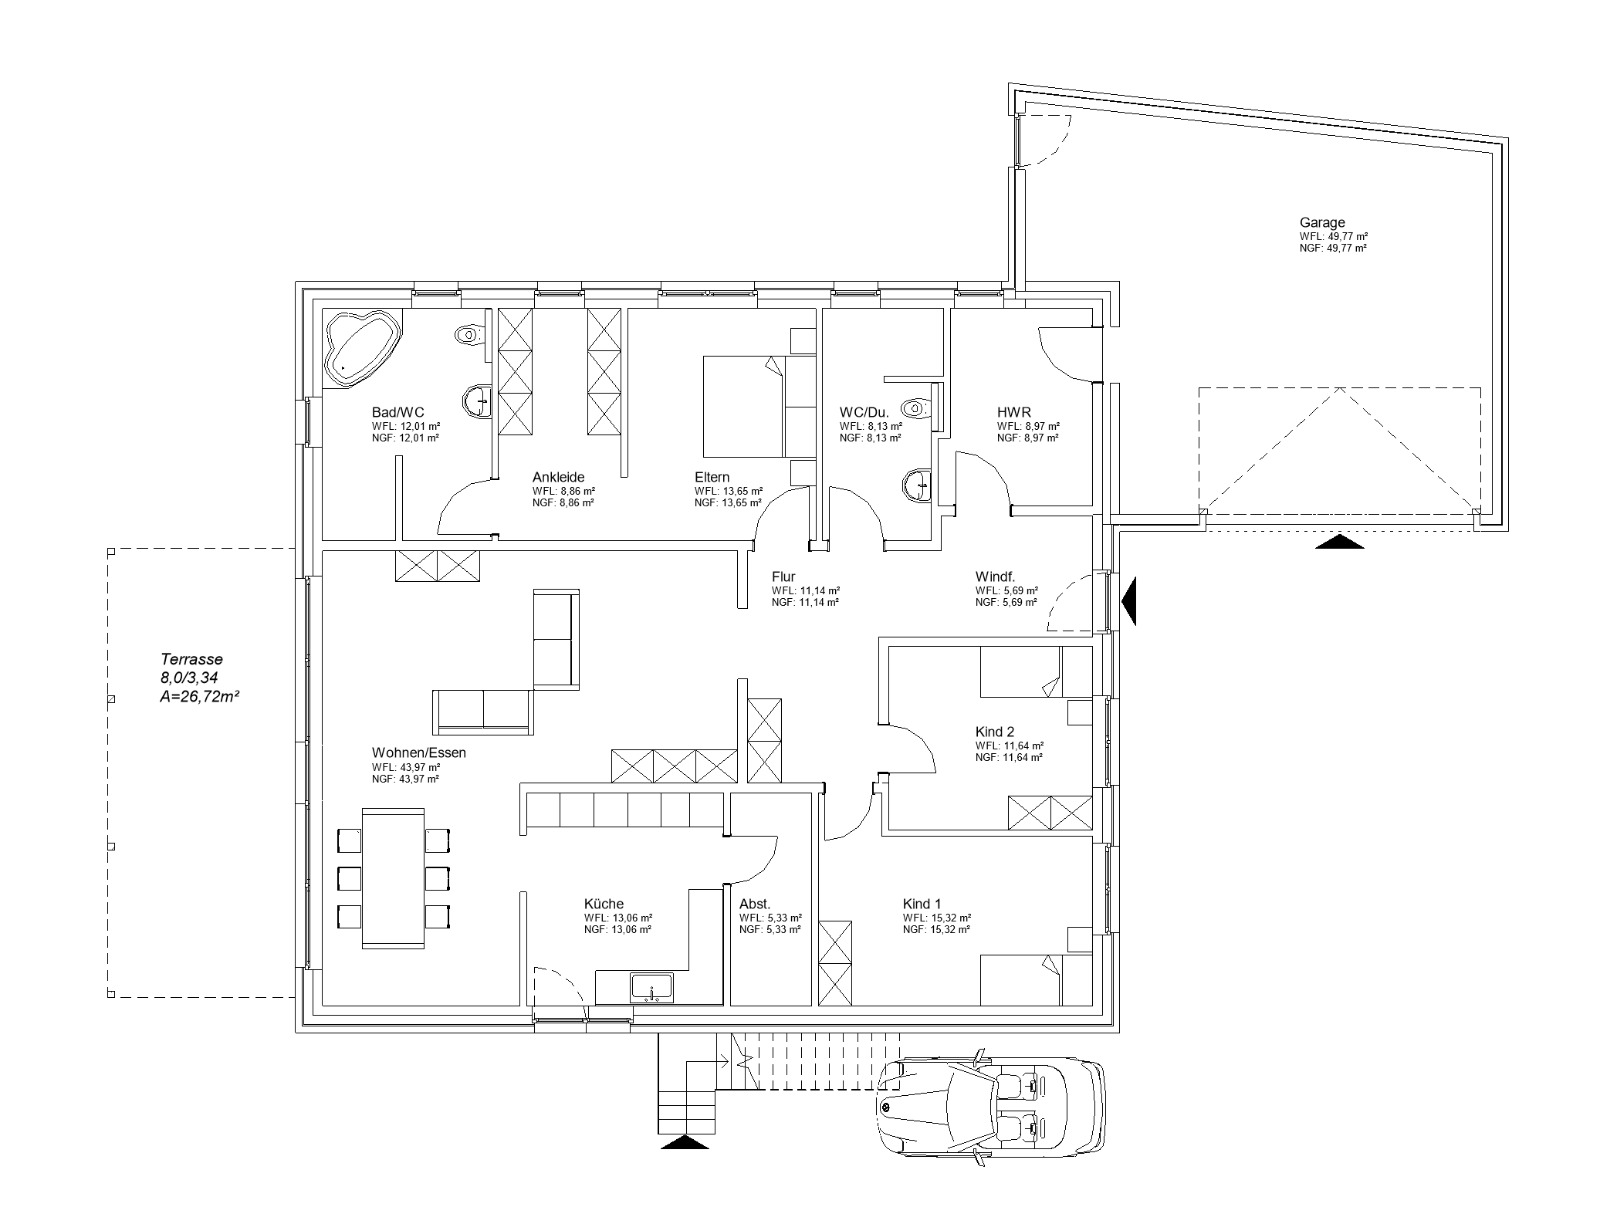 Garage
WFL: 49,77 m²
NGF: 49,77 m²
Bad/WC
WFL: 12,01 m²
NGF: 12,01 m²
WC/Du.
WFL: 8,13 m²
NGF: 8,13 m²
HWR
WFL: 8,97 m²
NGF: 8,97 m²
Ankleide
WFL: 8,86 m²
NGF: 8,86 m²
Eltern
WFL: 13,65 m²
NGF: 13,65 m²
Flur
WFL: 11,14 m²
NGF: 11,14 m²
Windf.
WFL: 5,69 m²
NGF: 5,69 m²
Terrasse
8,0/3,34
A=26,72m²
Wohnen/Essen
WFL: 43,97 m²
NGF: 43,97 m²
Kind 2
WFL: 11,64 m²
NGF: 11,64 m²
Küche
WFL: 13,06 m²
NGF: 13,06 m²
Abst.
WFL: 5,33 m²
NGF: 5,33 m²
Kind 1
WFL: 15,32 m²
NGF: 15,32 m²